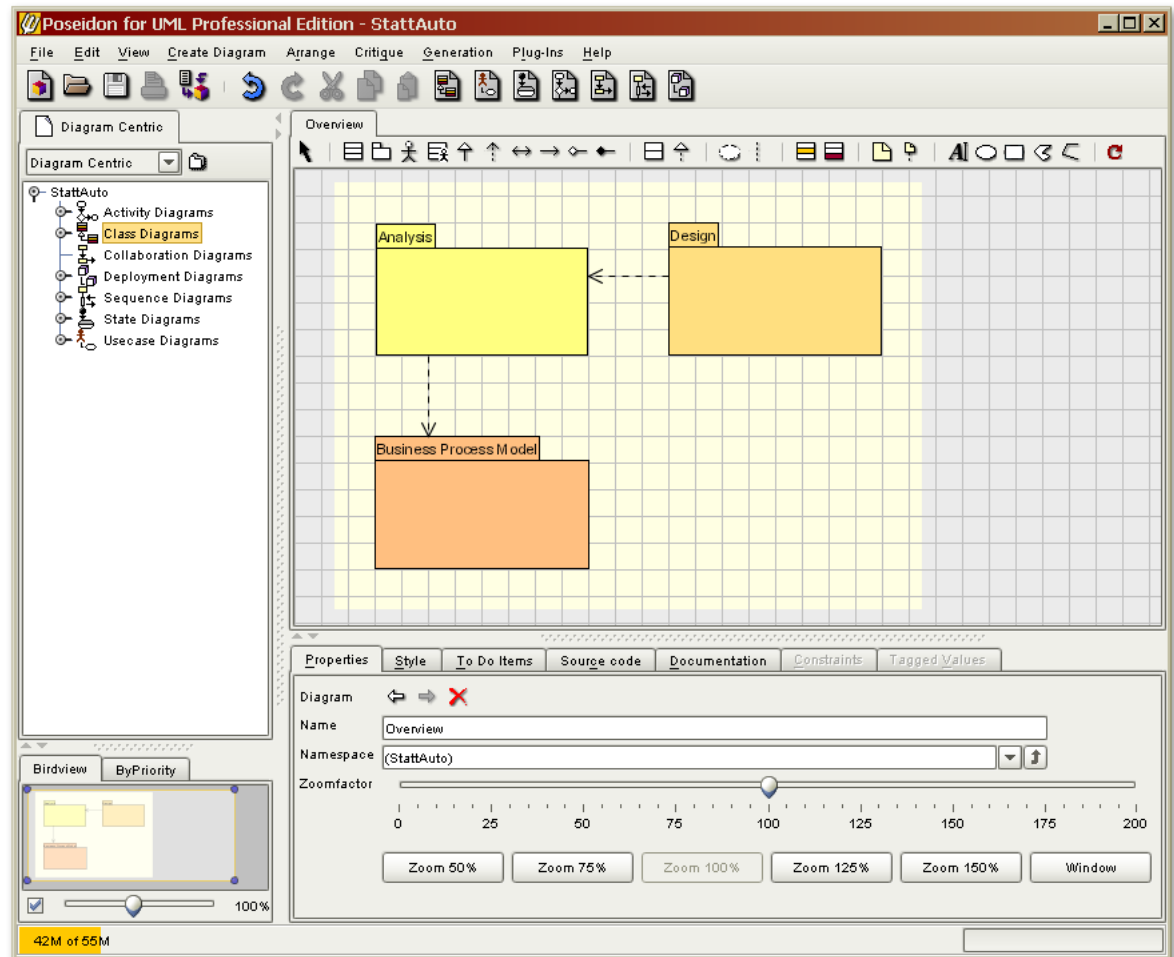 Poseidon for UML Professional Edition - StattAuto
File Edit View Create Diagram Arrange Critique Generation Plug-Ins Help
Diagram Centric
Overview
Diagram Centric
StattAuto
Activity Diagrams
Class Diagrams
Collaboration Diagrams
Deployment Diagrams
Sequence Diagrams
State Diagrams
Usecase Diagrams
Analysis
Design
Business Process Model
Properties Style To Do Items Source code Documentation Constraints Tagged Values
Diagram
Name Overview
Namespace (StattAuto)
Zoomfactor
0 25 50 75 100 125 150 175 200
Zoom 50% Zoom 75% Zoom 100% Zoom 125% Zoom 150% Window
Birdview ByPriority
100%
42M of 55M